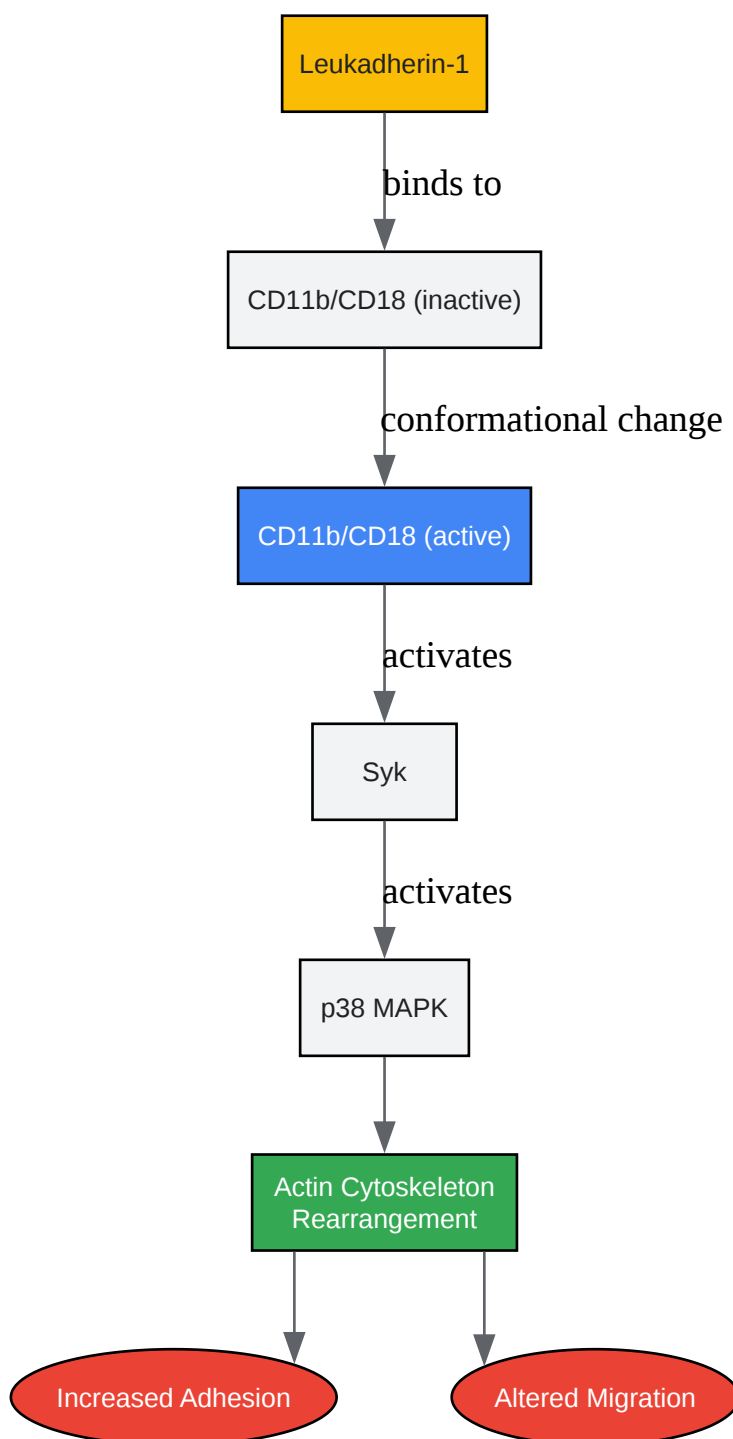 Leukadherin-1
binds to
CD11b/CD18 (inactive)
conformational change
CD11b/CD18 (active)
activates
Syk
activates
p38 MAPK
Actin Cytoskeleton
Rearrangement
Increased Adhesion
Altered Migration